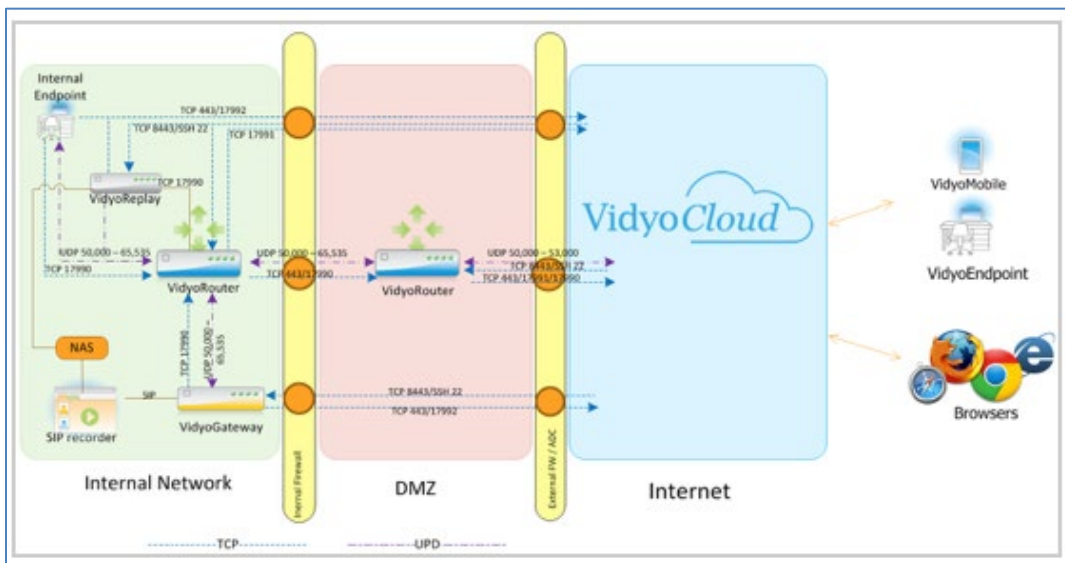 Internal
Endpoint
TCP 443/17992
TCP 8443/SSH 22
TCP 17991
TCP 17990
VidyoReplay
UDP 50,000 – 65,535
TCP 17990
VidyoRouter
UDP 50,000 – 65,535
TCP 443/17990
VidyoRouter
UDP 50,000 – 53,000
TCP 8443/SSH 22
TCP 443/17991/17990
VidyoCloud
VidyoMobile
VidyoEndpoint
Browsers
TCP 17990
UDP 50,000 –
65,535
NAS
SIP
SIP recorder
VidyoGateway
TCP 8443/SSH 22
TCP 443/17992
Inernal Firewall
External FW / ADC
Internal Network
DMZ
Internet
TCP
UPD